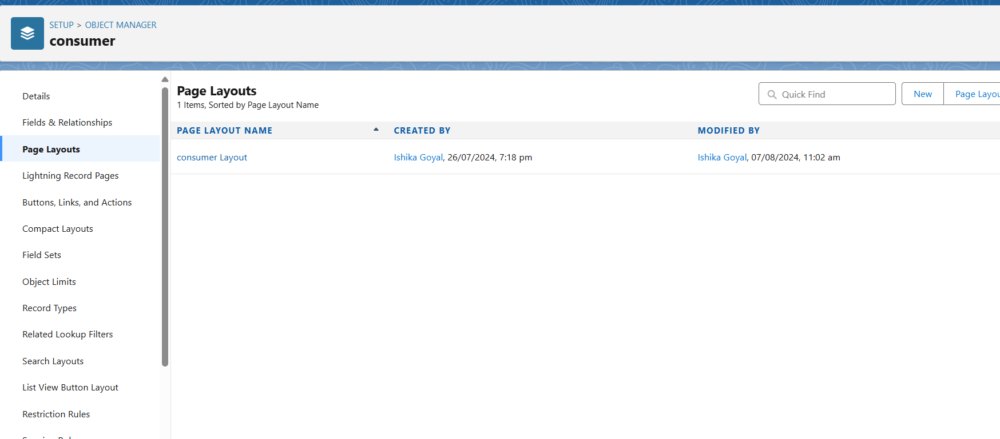 SETUP > OBJECT MANAGER
consumer
Details
Fields & Relationships
Page Layouts
Lightning Record Pages
Buttons, Links, and Actions
Compact Layouts
Field Sets
Object Limits
Record Types
Related Lookup Filters
Search Layouts
List View Button Layout
Restriction Rules
Page Layouts
1 Items, Sorted by Page Layout Name
Quick Find
New
Page Layou
PAGE LAYOUT NAME CREATED BY MODIFIED BY
consumer Layout Ishika Goyal, 26/07/2024, 7:18 pm Ishika Goyal, 07/08/2024, 11:02 am